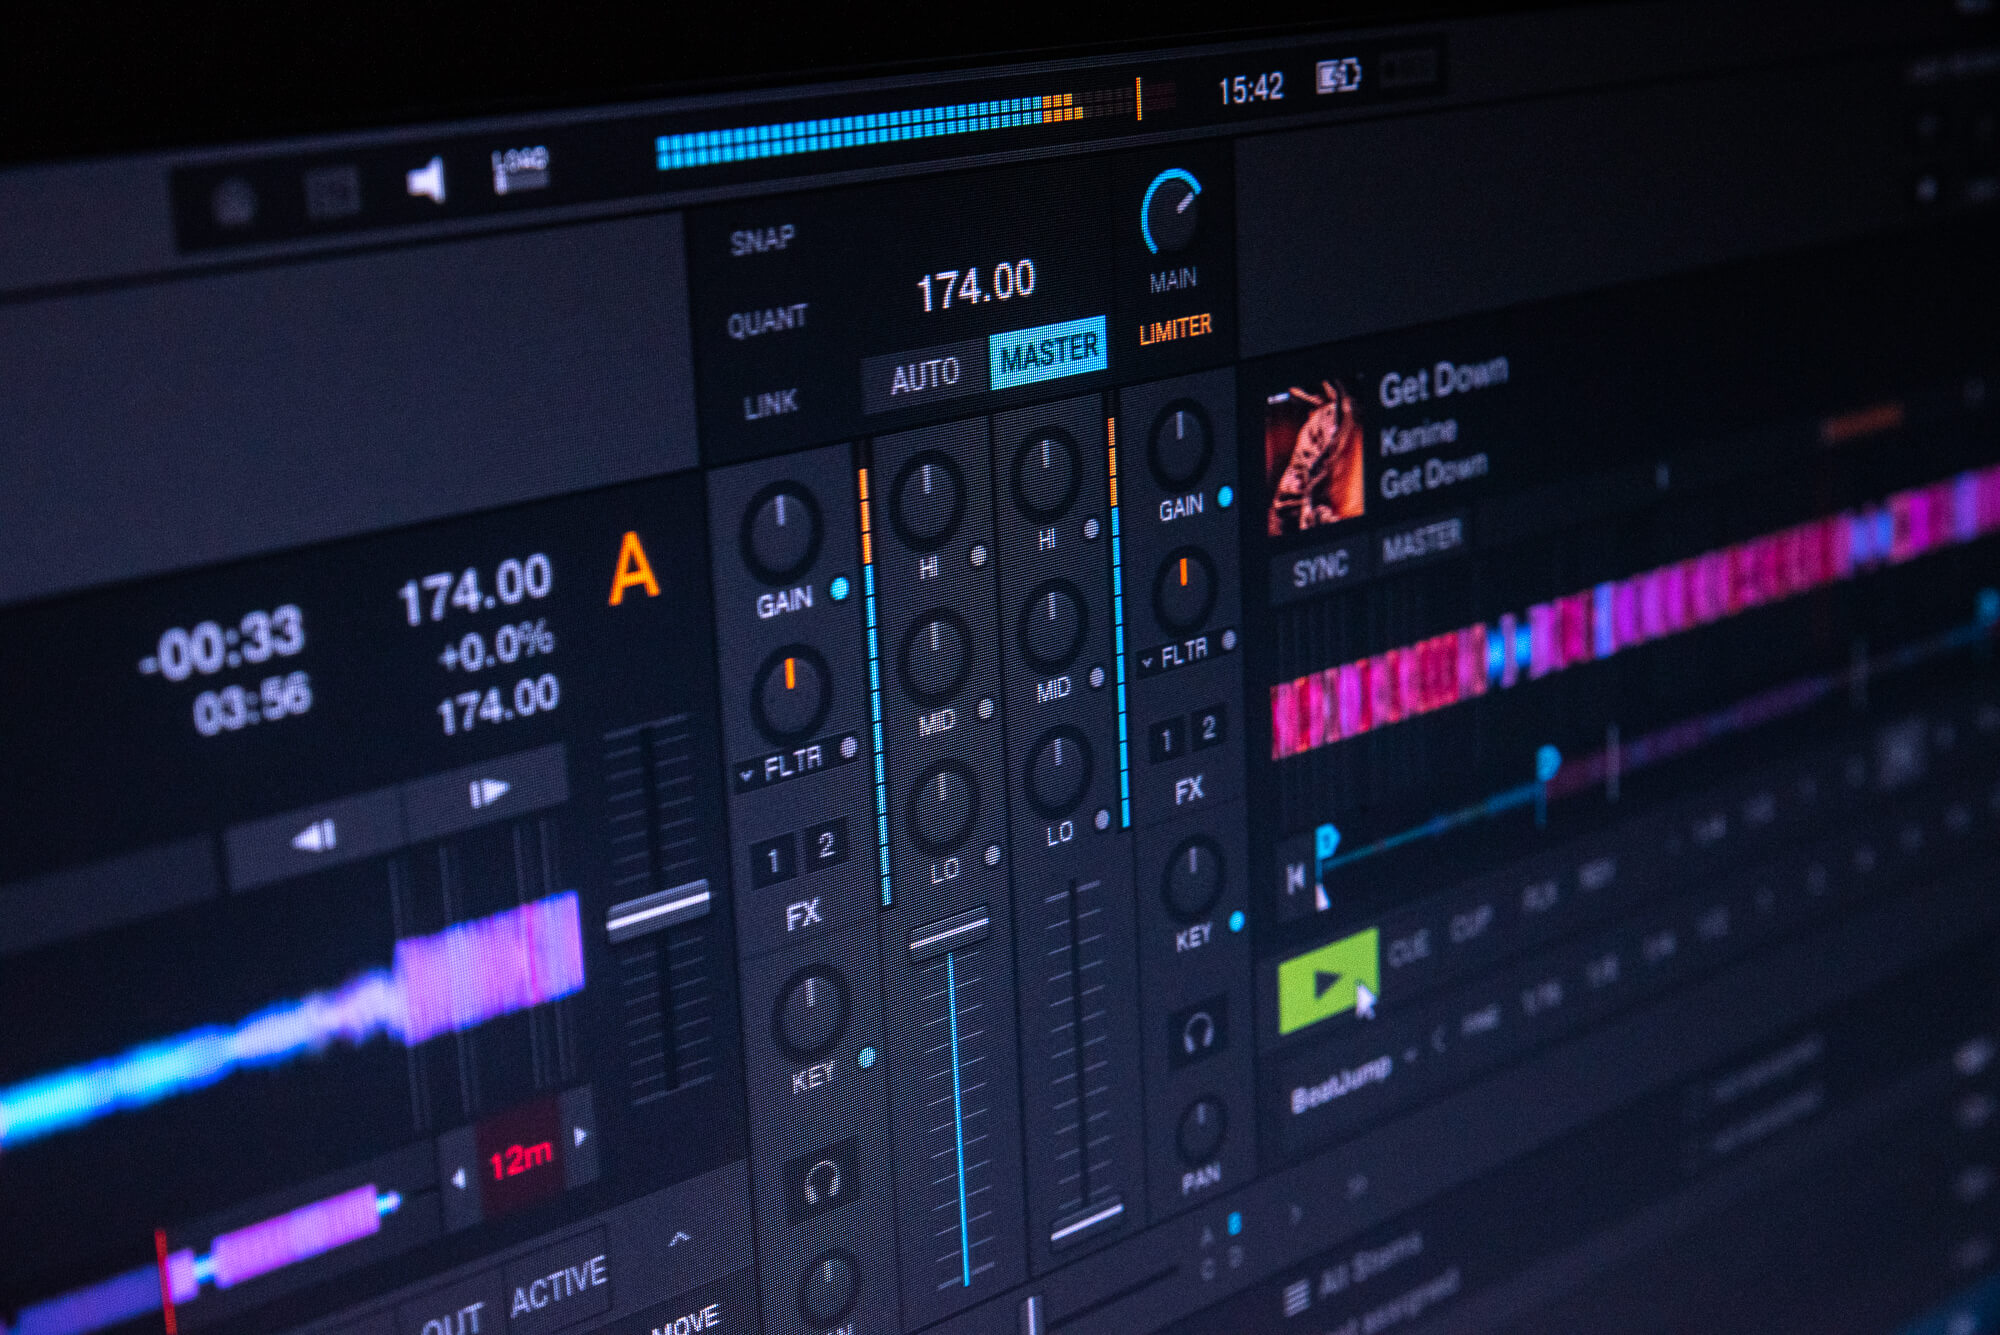 15:42
LOAD
SNAP
174.00
MAIN
QUANT
LIMITER
AUTO
MASTER
LINK
Get Down
Kanine
Get Down
SYNC
MASTER
-00:33
03:56
174.00
+0.0%
174.00
A
GAIN
FLTR
1
2
FX
KEY
HI
MID
LO
HI
MID
LO
GAIN
FLTR
1
2
FX
KEY
PAN
CUE
CUP
BeatJump
12m
OUT
ACTIVE
MOVE
A
C
D
All Stems